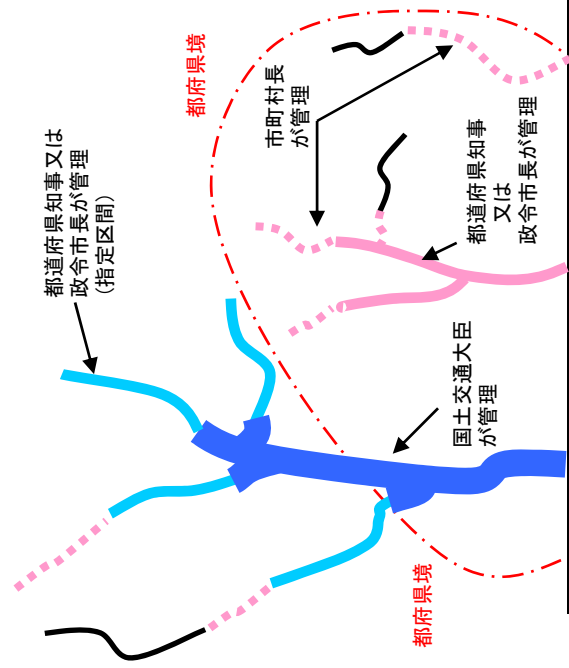 都道府県知事又は
政令市長が管理
(指定区間)
都府県境
市町村長
が管理
都道府県知事
又は
政令市長が管理
国土交通大臣
が管理
都府県境